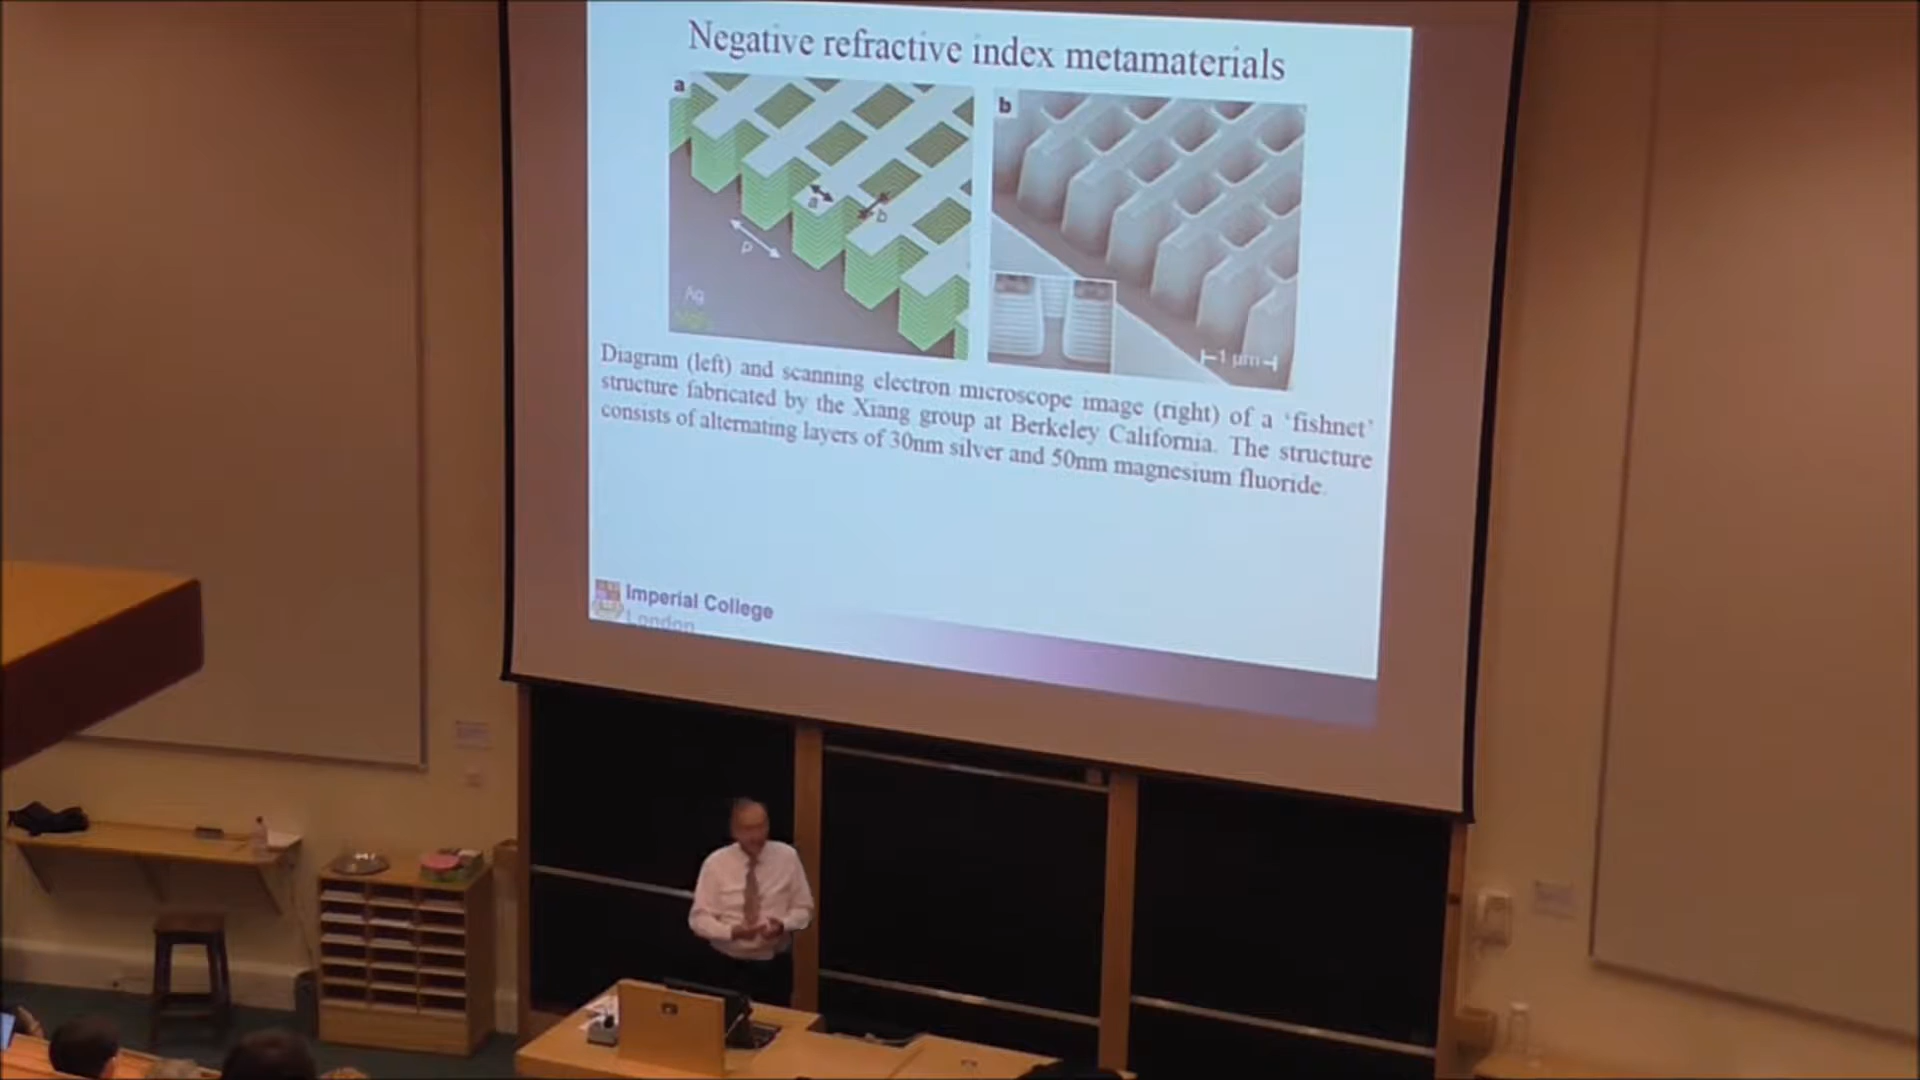 Negative refractive index metamaterials
a
b
a
b
p
Ag
1 μm
Diagram (left) and scanning electron microscope image (right) of a ‘fishnet’
structure fabricated by the Xiang group at Berkeley California. The structure
consists of alternating layers of 30nm silver and 50nm magnesium fluoride.
Imperial College
London